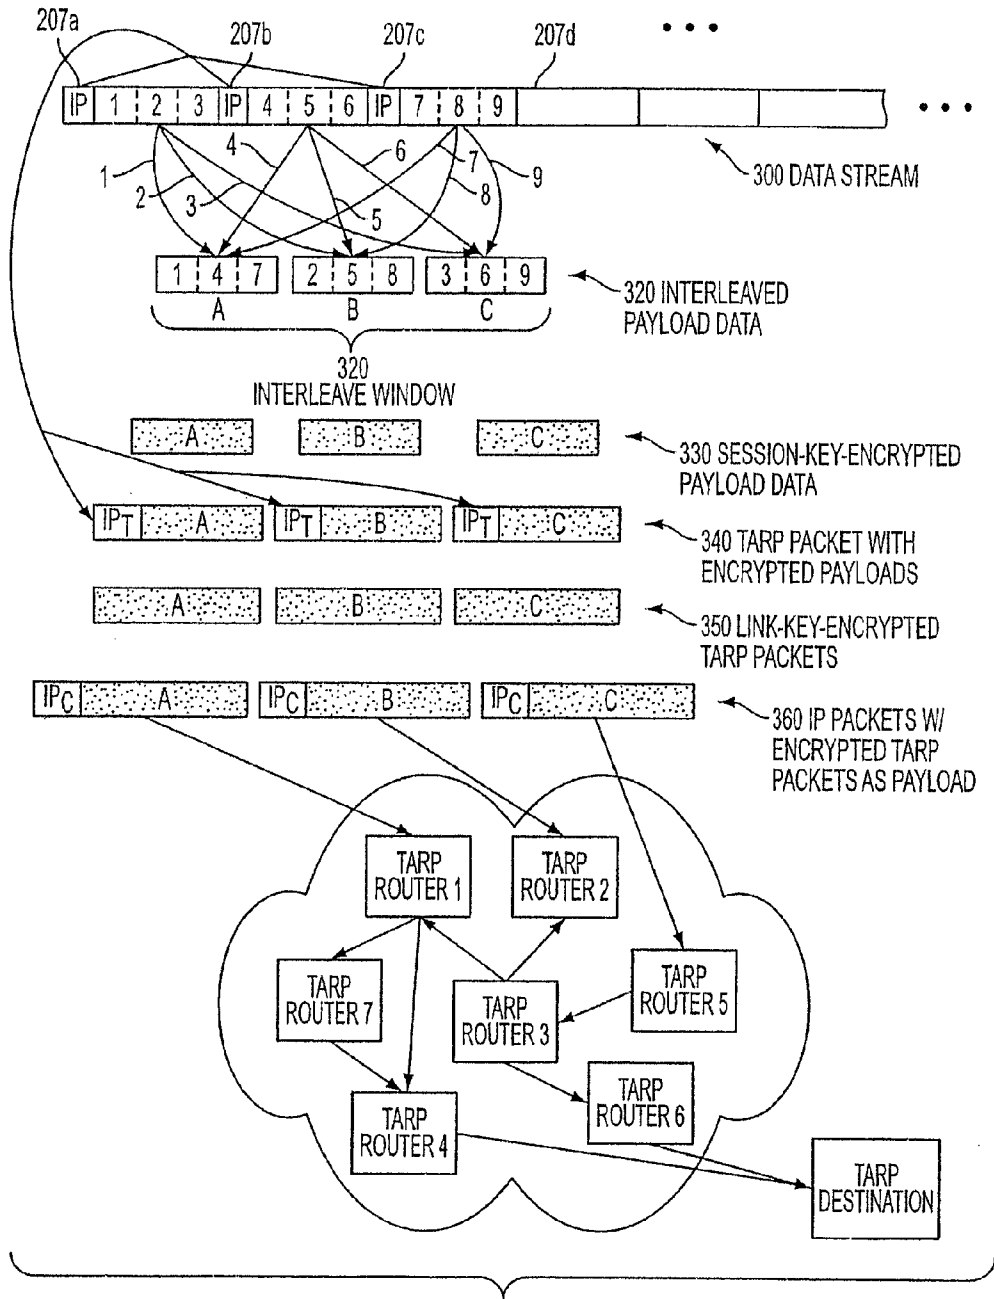 207a 207b 207c 207d
IP 1 2 3 IP 4 5 6 IP 7 8 9
300 DATA STREAM
1 2 3 4 5 6 7 8 9
1 4 7 2 5 8 3 6 9
A B C
320 INTERLEAVED
PAYLOAD DATA
320
INTERLEAVE WINDOW
A B C
330 SESSION-KEY-ENCRYPTED
PAYLOAD DATA
IPT A IPT B IPT C
340 TARP PACKET WITH
ENCRYPTED PAYLOADS
A B C
350 LINK-KEY-ENCRYPTED
TARP PACKETS
IPC A IPC B IPC C
360 IP PACKETS W/
ENCRYPTED TARP
PACKETS AS PAYLOAD
TARP
ROUTER 1
TARP
ROUTER 2
TARP
ROUTER 7
TARP
ROUTER 3
TARP
ROUTER 5
TARP
ROUTER 4
TARP
ROUTER 6
TARP
DESTINATION